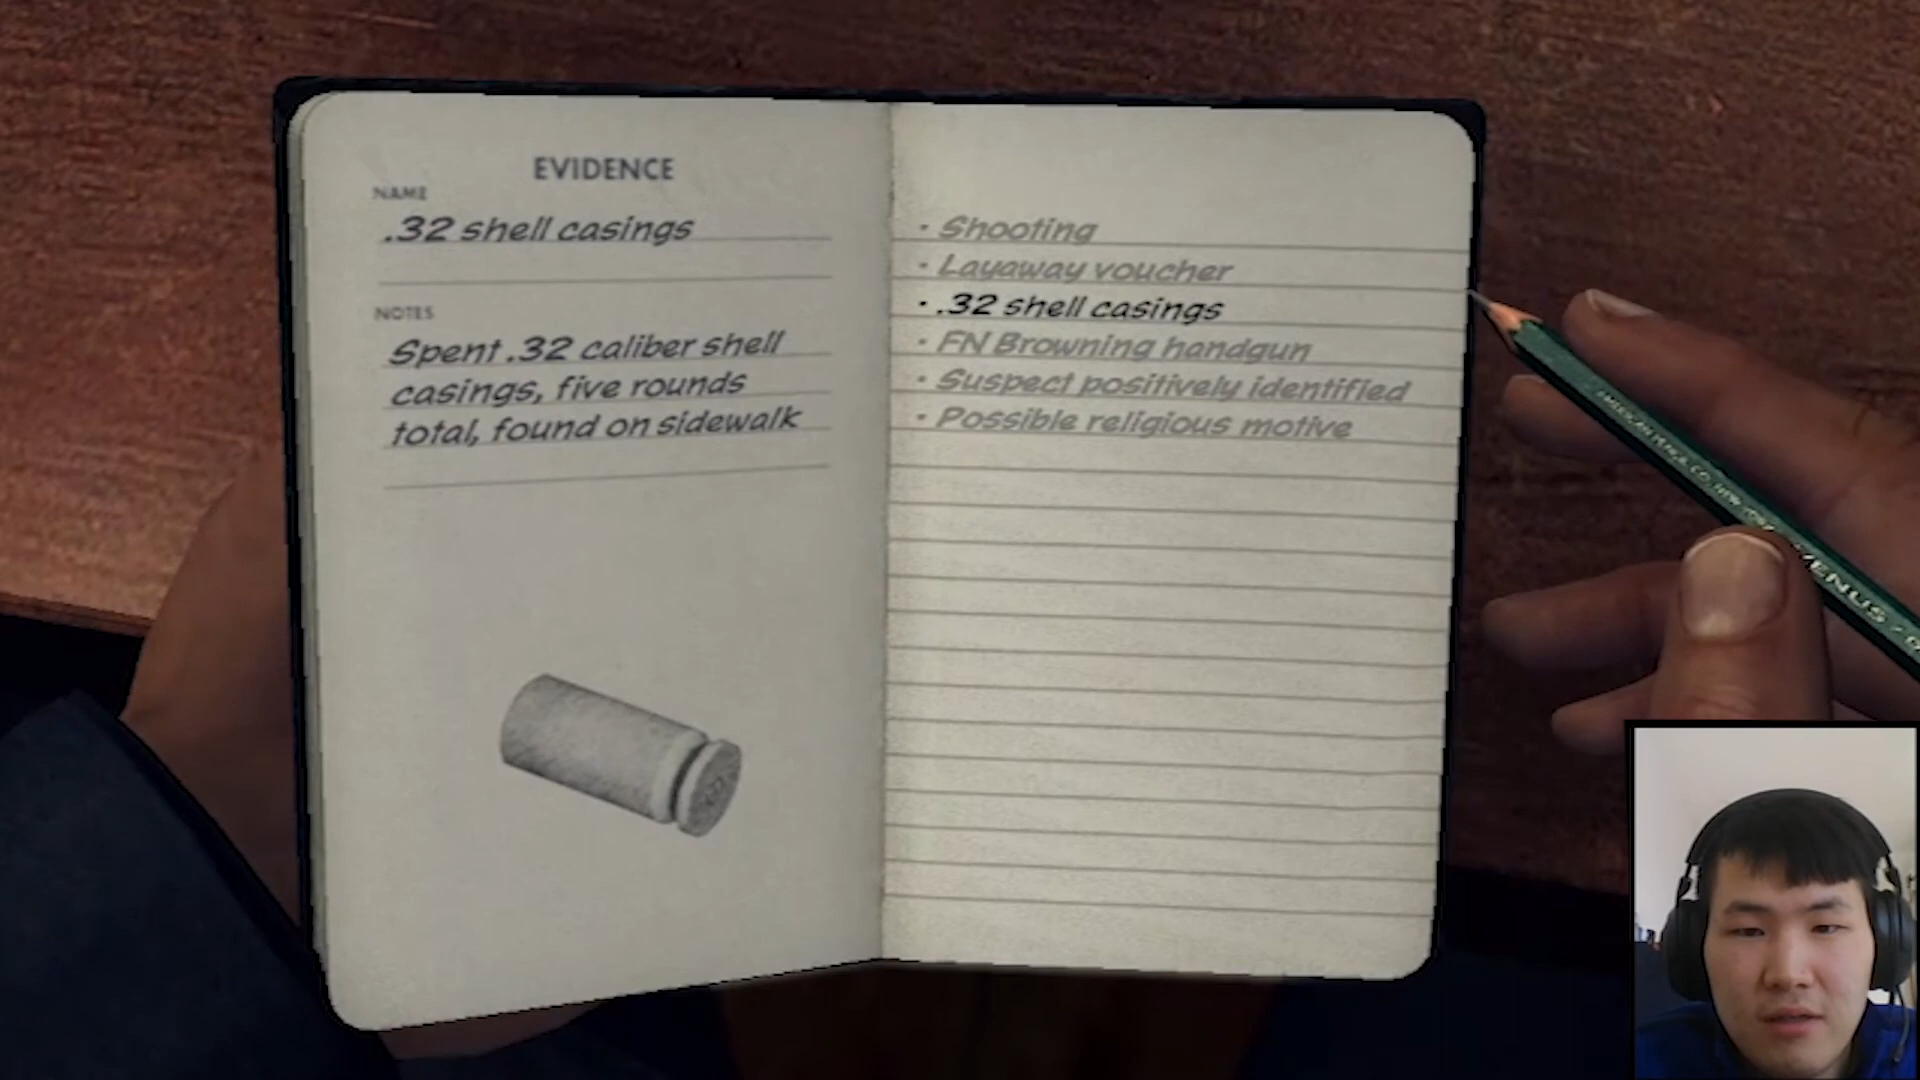 EVIDENCE
NAME
.32 shell casings
NOTES
Spent .32 caliber shell
casings, five rounds
total, found on sidewalk
• Shooting
• Layaway voucher
• .32 shell casings
• FN Browning handgun
• Suspect positively identified
• Possible religious motive
VENUS